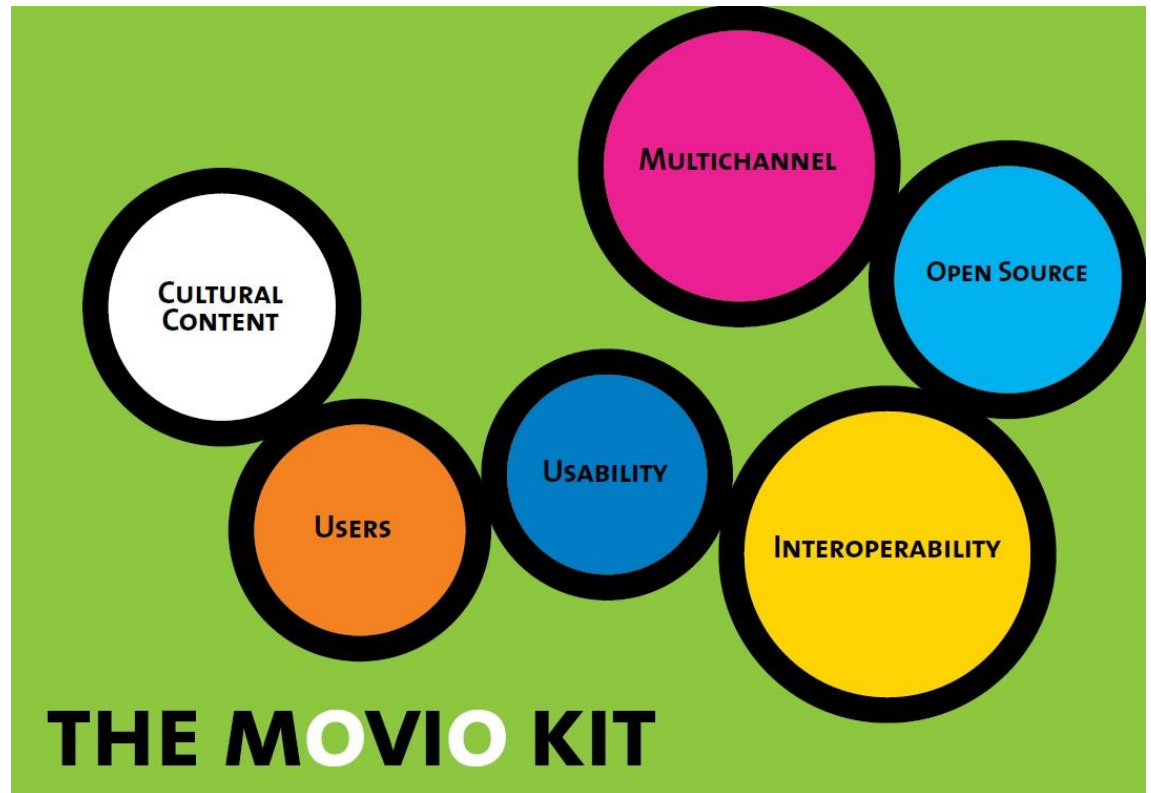 Multichannel
Open Source
Cultural
Content
Usability
Users
Interoperability
THE MOVIO KIT